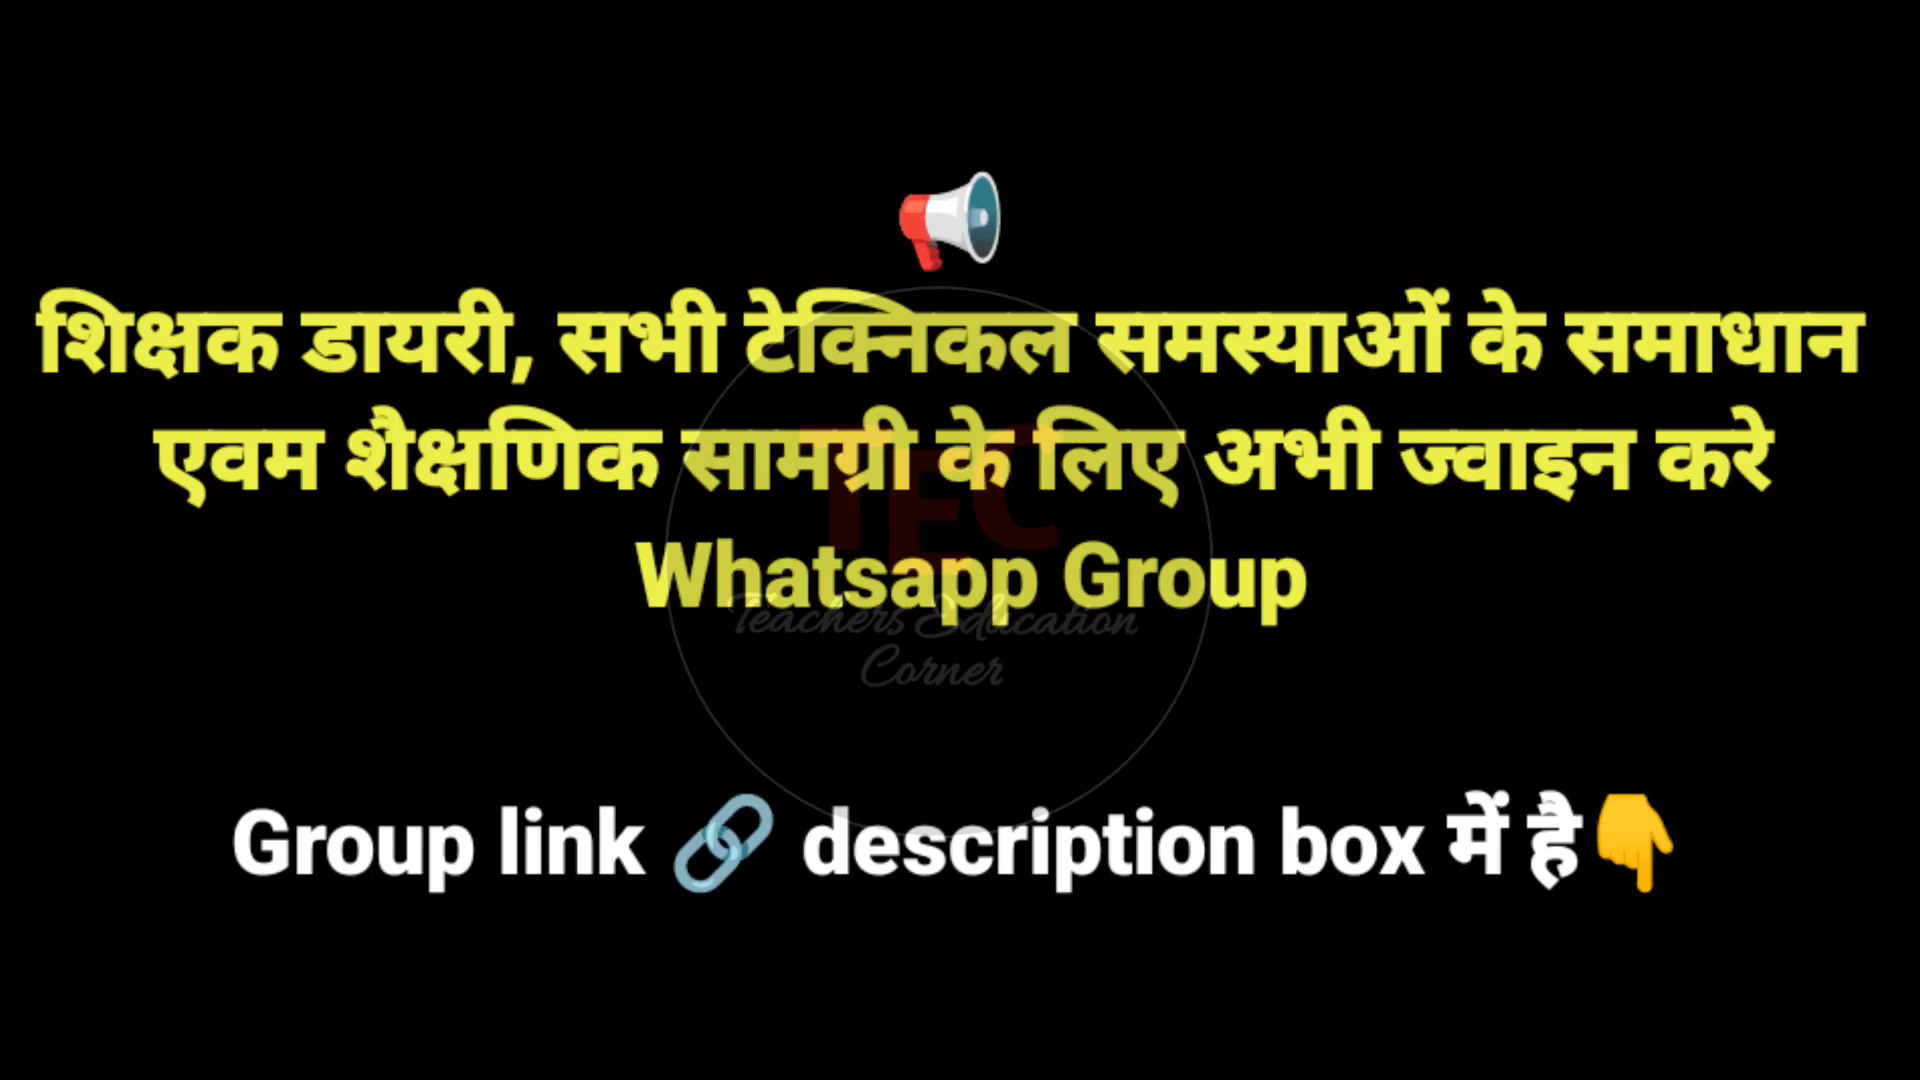 📢
शिक्षक डायरी, सभी टेक्निकल समस्याओं के समाधान
एवम शैक्षणिक सामग्री के लिए अभी ज्वाइन करे
Whatsapp Group
TEC
Teachers Education
Corner
Group link 🔗 description box में है👇